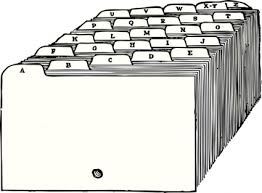 U V W X-Y Z
P Q R S T
K L M N O
F G H I J
A B C D E